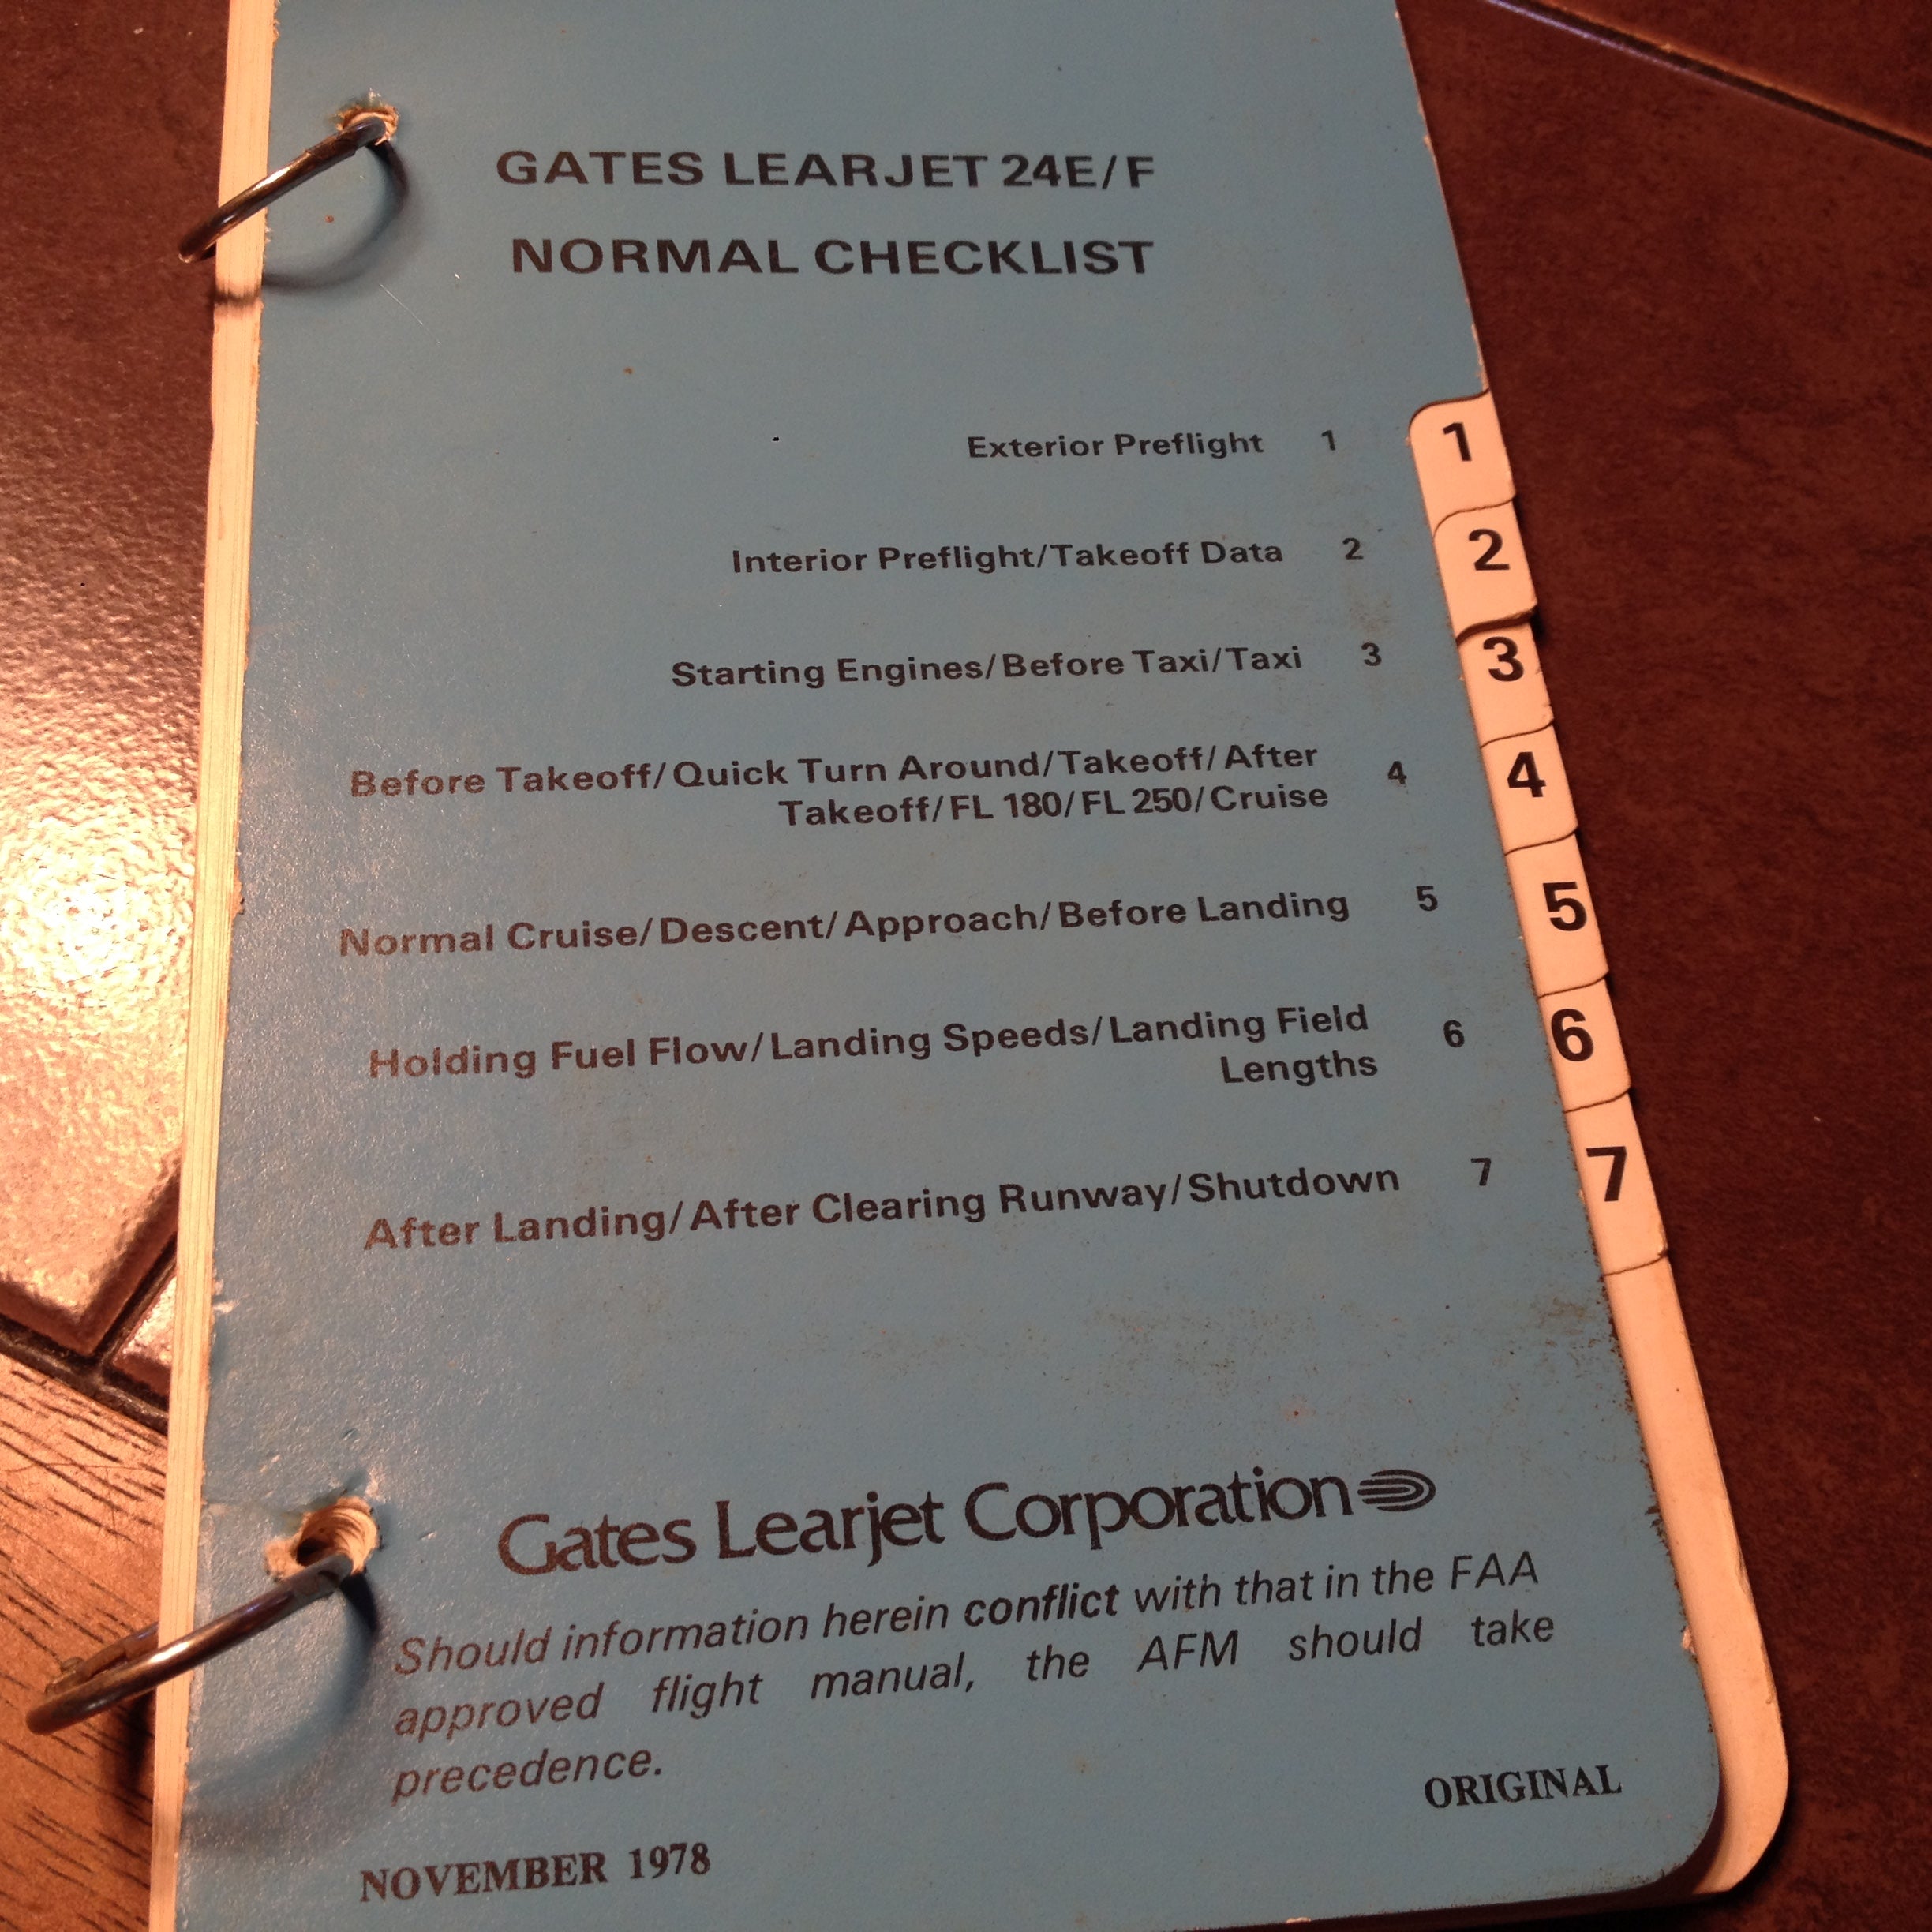 GATES LEARJET 24E/F
NORMAL CHECKLIST
Exterior Preflight 1 1
Interior Preflight/Takeoff Data 2 2
Starting Engines/Before Taxi/Taxi 3 3
Before Takeoff/Quick Turn Around/Takeoff/After 4 4
Takeoff/FL 180/FL 250/Cruise
Normal Cruise/Descent/Approach/Before Landing 5 5
Holding Fuel Flow/Landing Speeds/Landing Field 6 6
Lengths
After Landing/After Clearing Runway/Shutdown 7 7
Gates Learjet Corporation
Should information herein conflict with that in the FAA
approved flight manual, the AFM should take
precedence.
ORIGINAL
NOVEMBER 1978